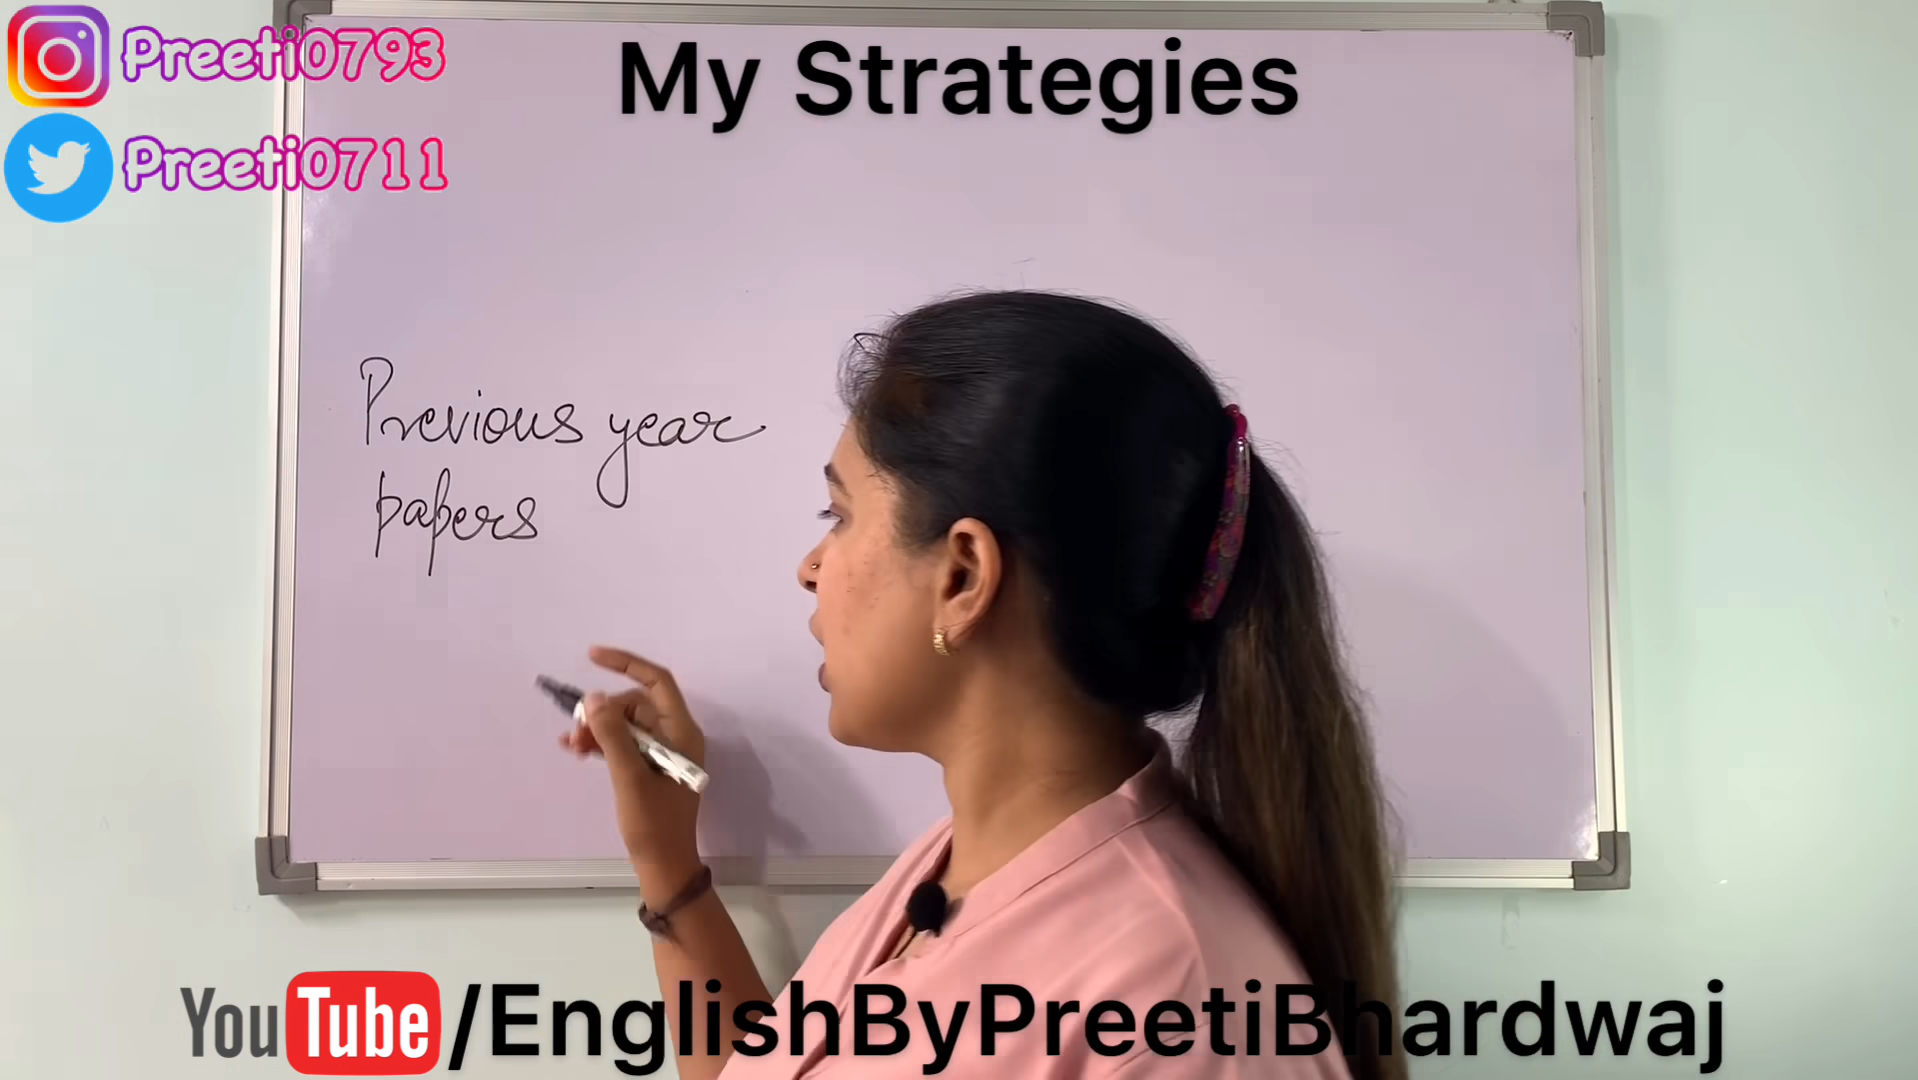 Preeti0793
My Strategies
Preeti0711
Previous year
papers
YouTube/EnglishByPreetiBhardwaj